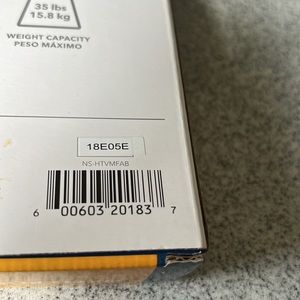 35 lbs
15.8 kg
WEIGHT CAPACITY
PESO MÁXIMO
18E05E
NS-HTVMFAB
6 00603 20183 7